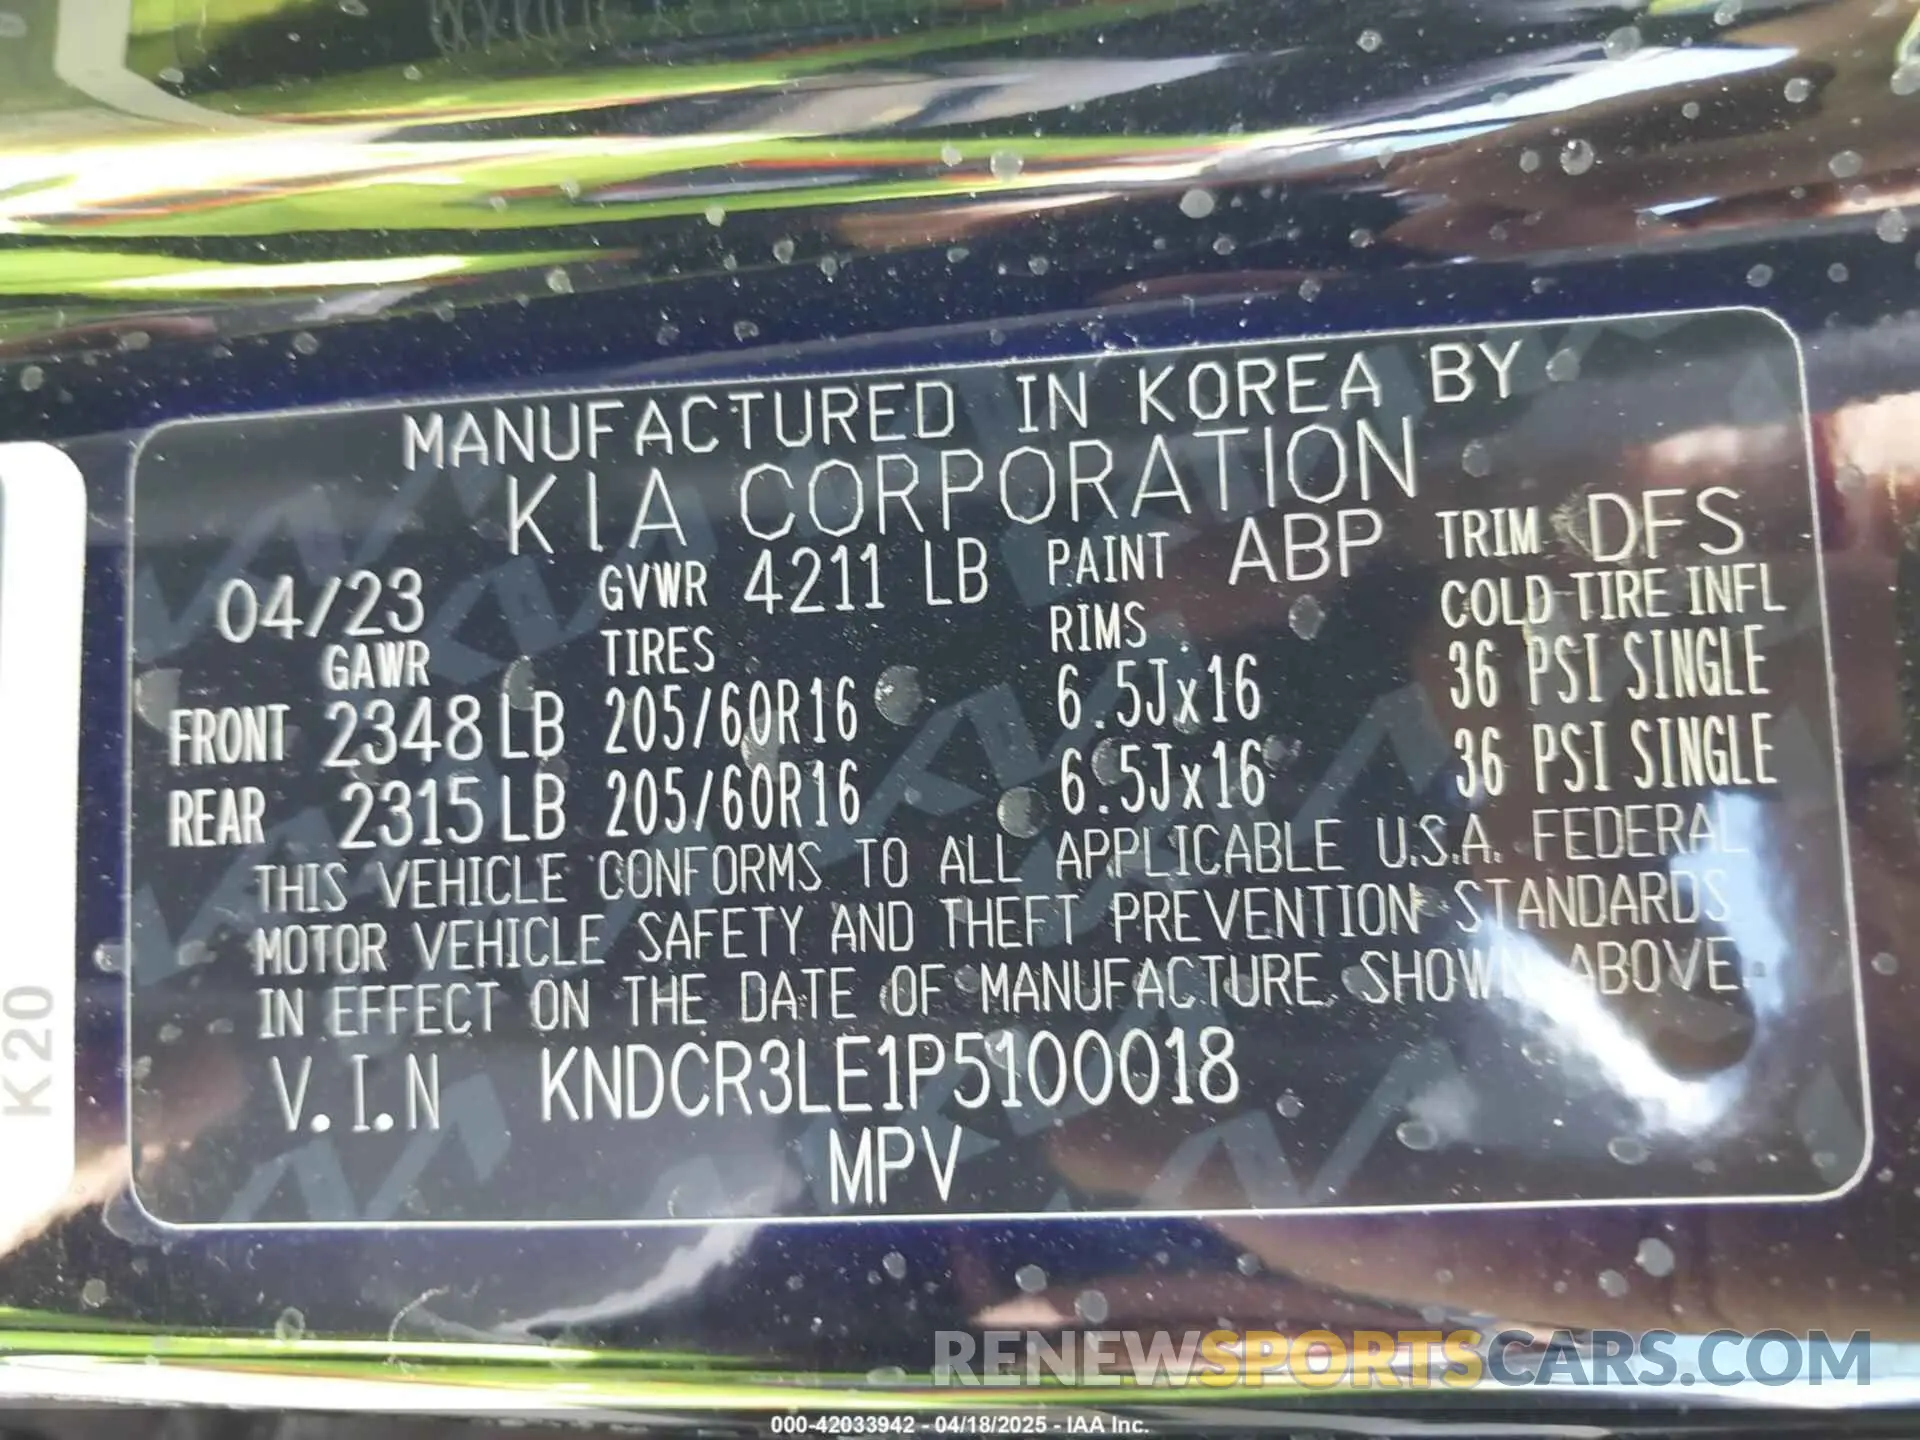 MANUFACTURED IN KOREA BY
KIA CORPORATION
04/23 GVWR 4211 LB PAINT ABP TRIM DFS
GAWR TIRES RIMS COLD TIRE INFL
FRONT 2348 LB 205/60R16 6.5Jx16 36 PSI SINGLE
REAR 2315 LB 205/60R16 6.5Jx16 36 PSI SINGLE
THIS VEHICLE CONFORMS TO ALL APPLICABLE U.S.A. FEDERAL
MOTOR VEHICLE SAFETY AND THEFT PREVENTION STANDARDS
IN EFFECT ON THE DATE OF MANUFACTURE SHOWN ABOVE.
V.I.N KNDCR3LE1P5100018
MPV
K20
RENEWSPORTSCARS.COM
000-42033942 - 04/18/2025 - IAA Inc.